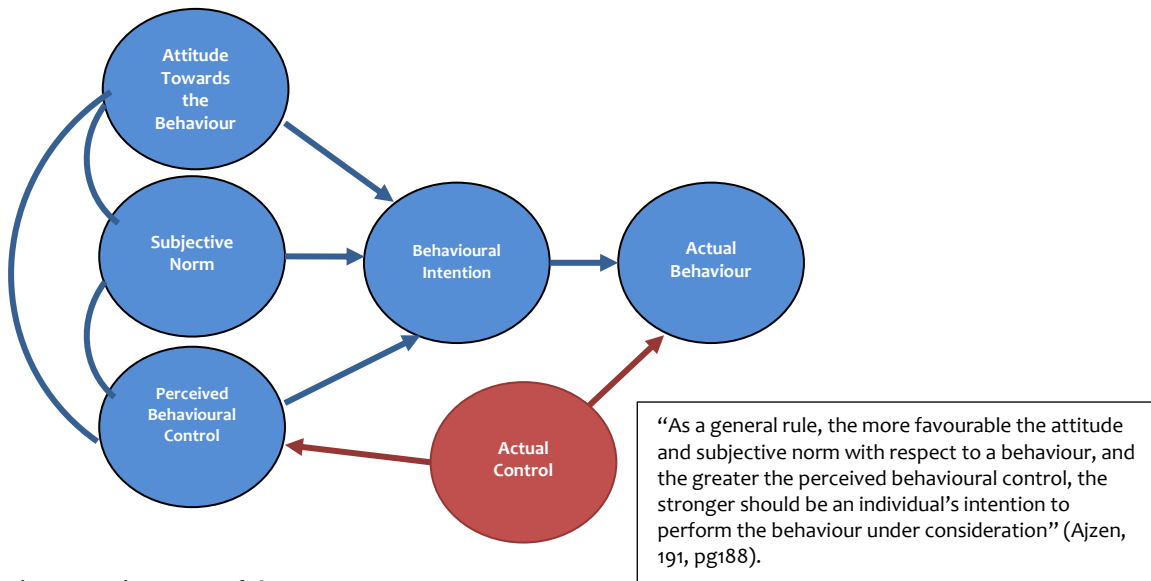 Attitude
Towards
the
Behaviour
Subjective
Norm
Perceived
Behavioural
Control
Behavioural
Intention
Actual
Behaviour
Actual
Control
“As a general rule, the more favourable the attitude
and subjective norm with respect to a behaviour, and
the greater the perceived behavioural control, the
stronger should be an individual’s intention to
perform the behaviour under consideration” (Ajzen,
191, pg188).